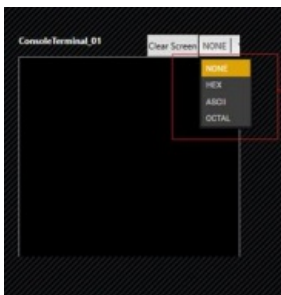 ConsoleTerminal_01
Clear Screen NONE
NONE
HEX
ASCII
OCTAL